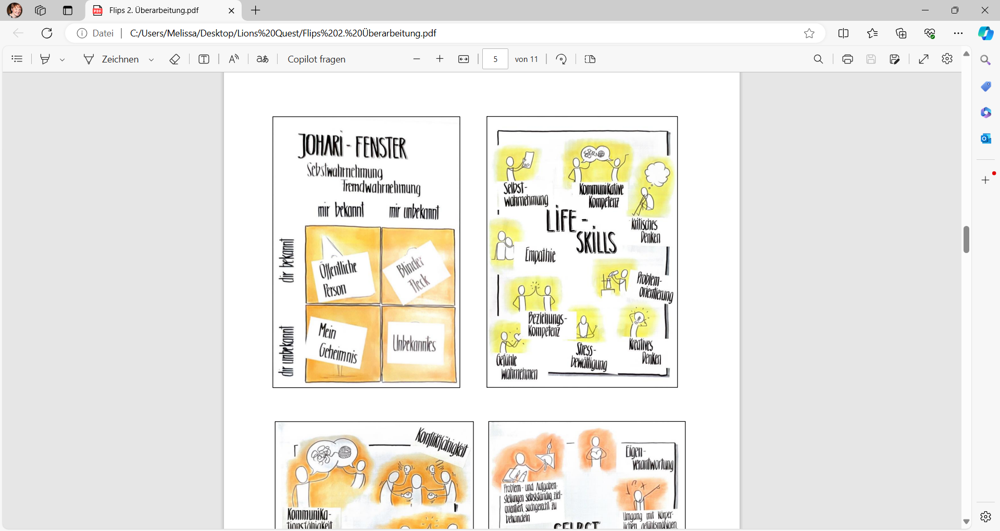 Flips 2. Überarbeitung.pdf
Datei
C:/Users/Melissa/Desktop/Lions%20Quest/Flips%202.%20Überarbeitung.pdf
Zeichnen
aあ
Copilot fragen
5
von 11
JOHARI - FENSTER
Selbstwahrnehmung
Fremdwahrnehmung
mir bekannt
mir unbekannt
dir bekannt
Öffentliche
Person
Blinder
Fleck
dir unbekannt
Mein
Geheimnis
Unbekanntes
Selbst-
wahrnehmung
Kommunikative
Kompetenz
Kritisches
Denken
LIFE -
SKILLS
Empathie
Problem-
orientierung
Beziehungs-
Kompetenz
Stress-
bewältigung
Kreatives
Denken
Gefühle
wahrnehmen
Konfliktfähigkeit
Kommunika-
tionsfähigkeit
Eigen-
verantwortung
Problem- und Aufgaben-
stellungen selbstständig, ziel-
orientiert, sachgerecht zu
behandeln
Umgang mit körper-
lichen, gefühlsmäßigen,
SELBST